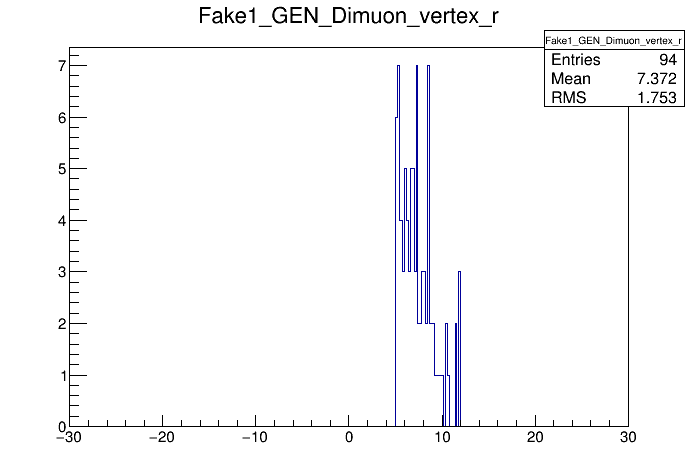 Fake1_GEN_Dimuon_vertex_r
Fake1_GEN_Dimuon_vertex_r
Entries 94
Mean 7.372
RMS 1.753
7
6
5
4
3
2
1
0
−30 −20 −10 0 10 20 30